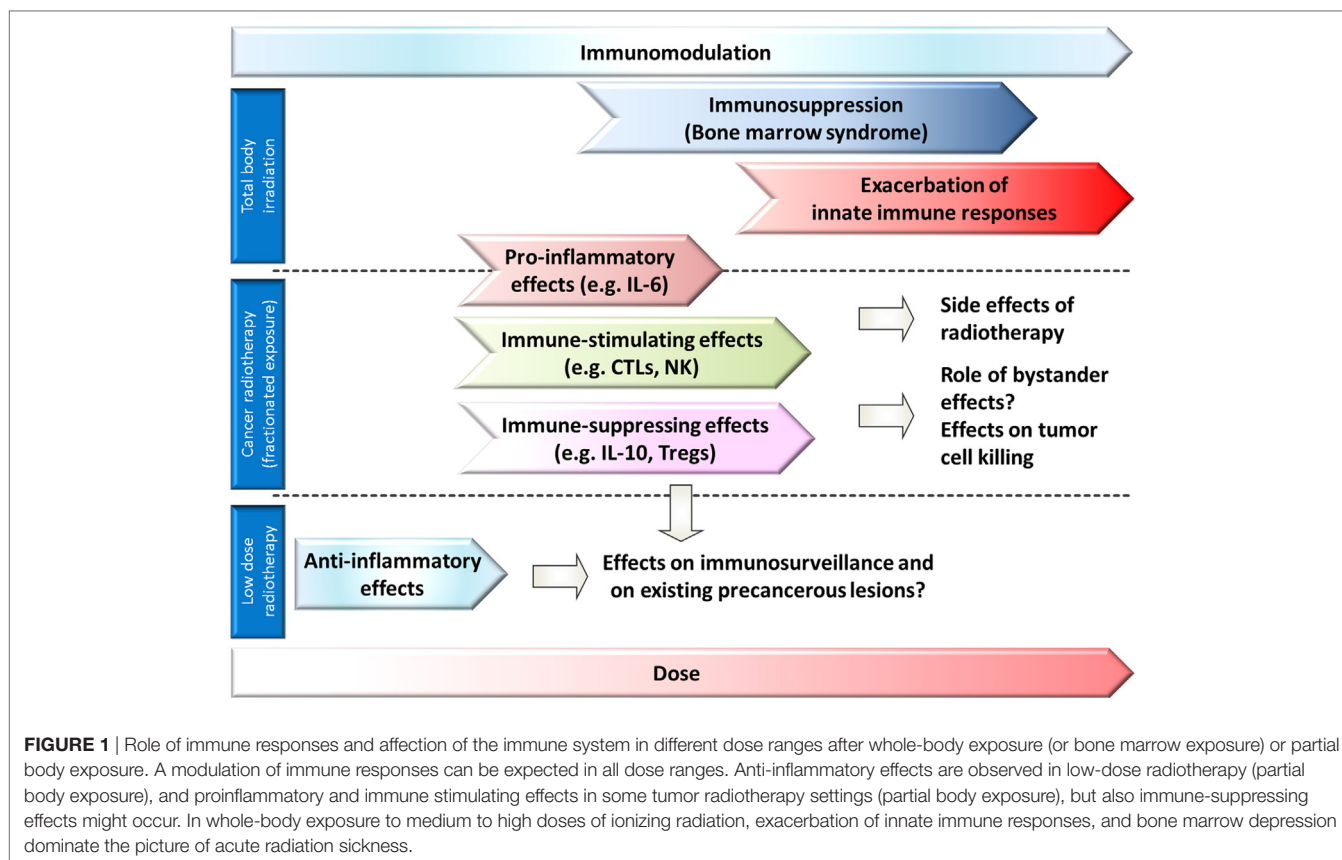 Immunomodulation
Total body
irradiation
Immunosuppression
(Bone marrow syndrome)
Exacerbation of
innate immune responses
Cancer radiotherapy
(fractionated exposure)
Pro-inflammatory
effects (e.g. IL-6)
Immune-stimulating effects
(e.g. CTLs, NK)
Immune-suppressing effects
(e.g. IL-10, Tregs)
Side effects of
radiotherapy
Role of bystander
effects?
Effects on tumor
cell killing
Low dose
radiotherapy
Anti-inflammatory
effects
Effects on immunosurveillance and
on existing precancerous lesions?
Dose
FIGURE 1 | Role of immune responses and affection of the immune system in different dose ranges after whole-body exposure (or bone marrow exposure) or partial
body exposure. A modulation of immune responses can be expected in all dose ranges. Anti-inflammatory effects are observed in low-dose radiotherapy (partial
body exposure), and proinflammatory and immune stimulating effects in some tumor radiotherapy settings (partial body exposure), but also immune-suppressing
effects might occur. In whole-body exposure to medium to high doses of ionizing radiation, exacerbation of innate immune responses, and bone marrow depression
dominate the picture of acute radiation sickness.